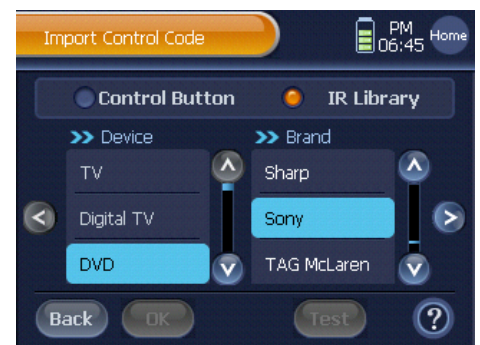 Import Control Code
PM
06:45
Home
Control Button
IR Library
>> Device
>> Brand
TV
Sharp
Digital TV
Sony
DVD
TAG McLaren
Back
OK
Test
?